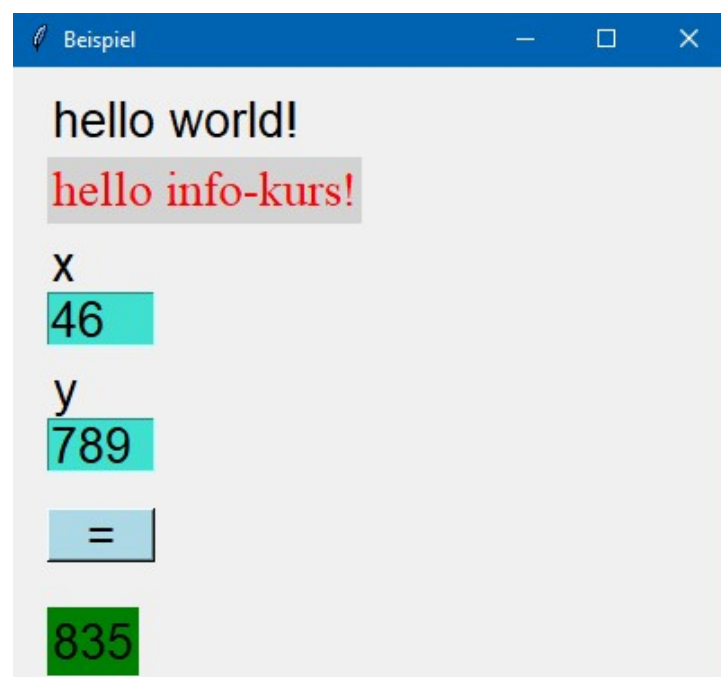 Beispiel
hello world!
hello info-kurs!
x
46
y
789
=
835